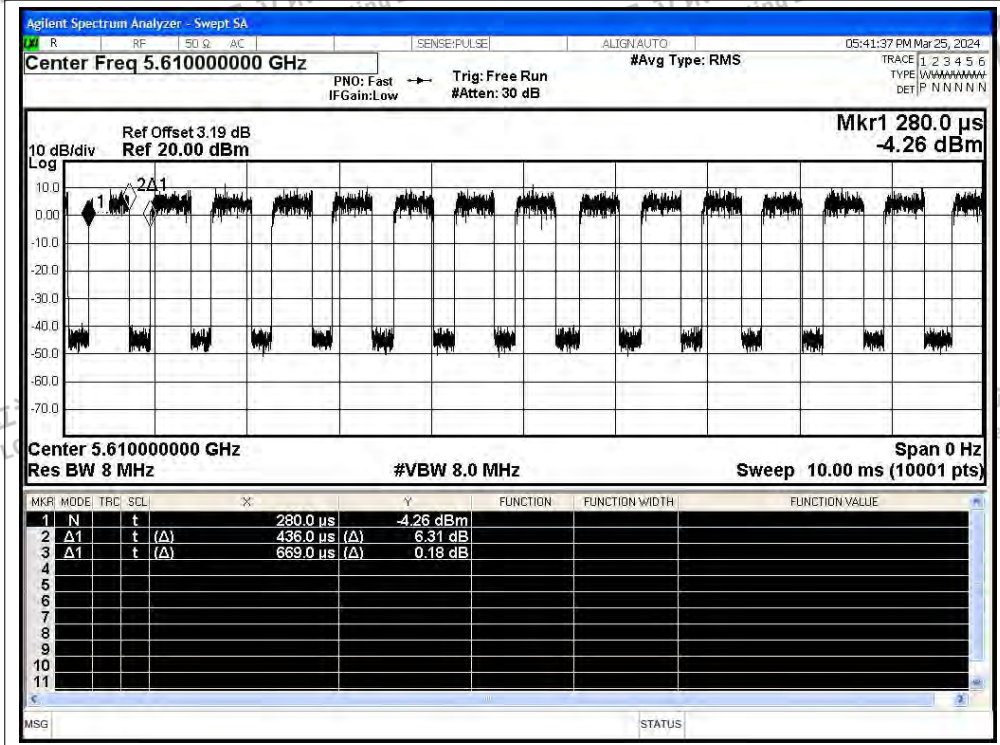 Agilent Spectrum Analyzer - Swept SA
LXI R RF 50 Ω AC SENSE:PULSE ALIGNAUTO 05:41:37 PM Mar 25, 2024
Center Freq 5.610000000 GHz
#Avg Type: RMS
TRACE 1 2 3 4 5 6
PNO: Fast Trig: Free Run
TYPE WWWWWW
IFGain:Low #Atten: 30 dB
DET P N N N N N
Mkr1 280.0 µs
-4.26 dBm
Ref Offset 3.19 dB
10 dB/div Ref 20.00 dBm
Log
10.0
0.00
-10.0
-20.0
-30.0
-40.0
-50.0
-60.0
-70.0
1
2Δ1
Center 5.610000000 GHz Span 0 Hz
Res BW 8 MHz #VBW 8.0 MHz Sweep 10.00 ms (10001 pts)
MKR MODE TRC SCL X Y FUNCTION FUNCTION WIDTH FUNCTION VALUE
1 N t 280.0 µs -4.26 dBm
2 Δ1 t (Δ) 436.0 µs (Δ) 6.31 dB
3 Δ1 t (Δ) 669.0 µs (Δ) 0.18 dB
4
5
6
7
8
9
10
11
MSG STATUS